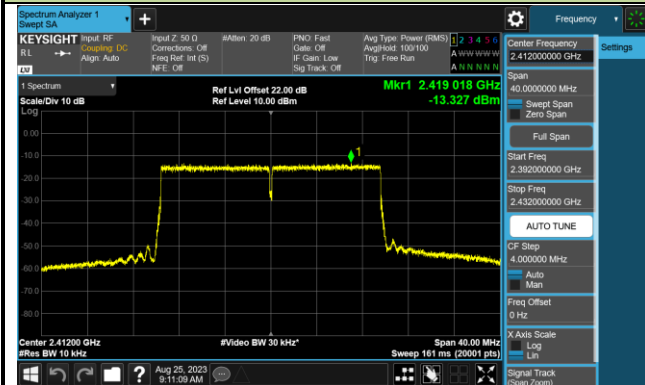 Spectrum Analyzer 1
Swept SA
Frequency
KEYSIGHT
R L
Input: RF
Coupling: DC
Align: Auto
Input Z: 50 Ω
Corrections: Off
Freq Ref: Int (S)
NFE: Off
#Atten: 20 dB
PNO: Fast
Gate: Off
IF Gain: Low
Sig Track: Off
Avg Type: Power (RMS)
Avg|Hold: 100/100
Trig: Free Run
1 2 3 4 5 6
A W W W W W
A N N N N N
1 Spectrum
Scale/Div 10 dB
Log
Ref Lvl Offset 22.00 dB
Ref Level 10.00 dBm
Mkr1 2.419 018 GHz
-13.327 dBm
0.00
-10.0
-20.0
-30.0
-40.0
-50.0
-60.0
-70.0
-80.0
1
Center 2.41200 GHz
#Res BW 10 kHz
#Video BW 30 kHz*
Span 40.00 MHz
Sweep 161 ms (20001 pts)
Center Frequency
2.412000000 GHz
Settings
Span
40.0000000 MHz
Swept Span
Zero Span
Full Span
Start Freq
2.392000000 GHz
Stop Freq
2.432000000 GHz
AUTO TUNE
CF Step
4.000000 MHz
Auto
Man
Freq Offset
0 Hz
X Axis Scale
Log
Lin
Signal Track
(Span Zoom)
?
Aug 25, 2023
9:11:09 AM